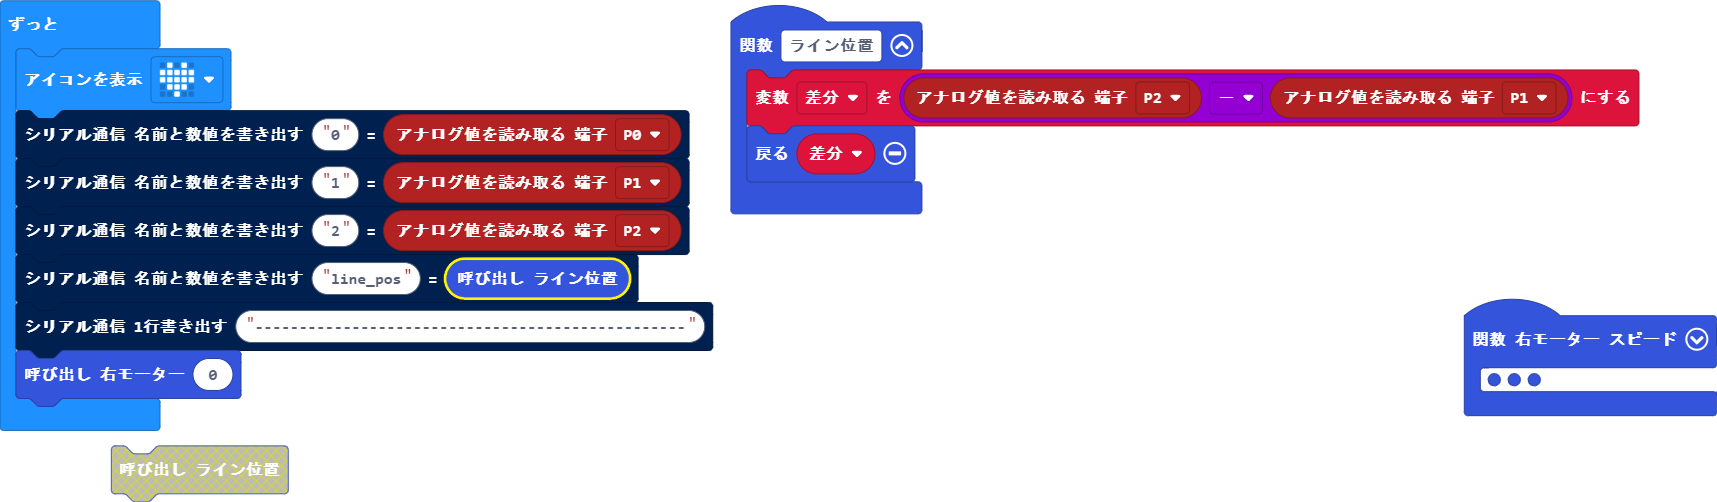 ずっと
アイコンを表示
シリアル通信 名前と数値を書き出す "0" = アナログ値を読み取る 端子 P0
シリアル通信 名前と数値を書き出す "1" = アナログ値を読み取る 端子 P1
シリアル通信 名前と数値を書き出す "2" = アナログ値を読み取る 端子 P2
シリアル通信 名前と数値を書き出す "line_pos" = 呼び出し ライン位置
シリアル通信 1行書き出す "-------------------------------------------------"
呼び出し 右モーター 0
呼び出し ライン位置
関数 ライン位置
変数 差分 を アナログ値を読み取る 端子 P2 - アナログ値を読み取る 端子 P1 にする
戻る 差分
関数 右モーター スピード